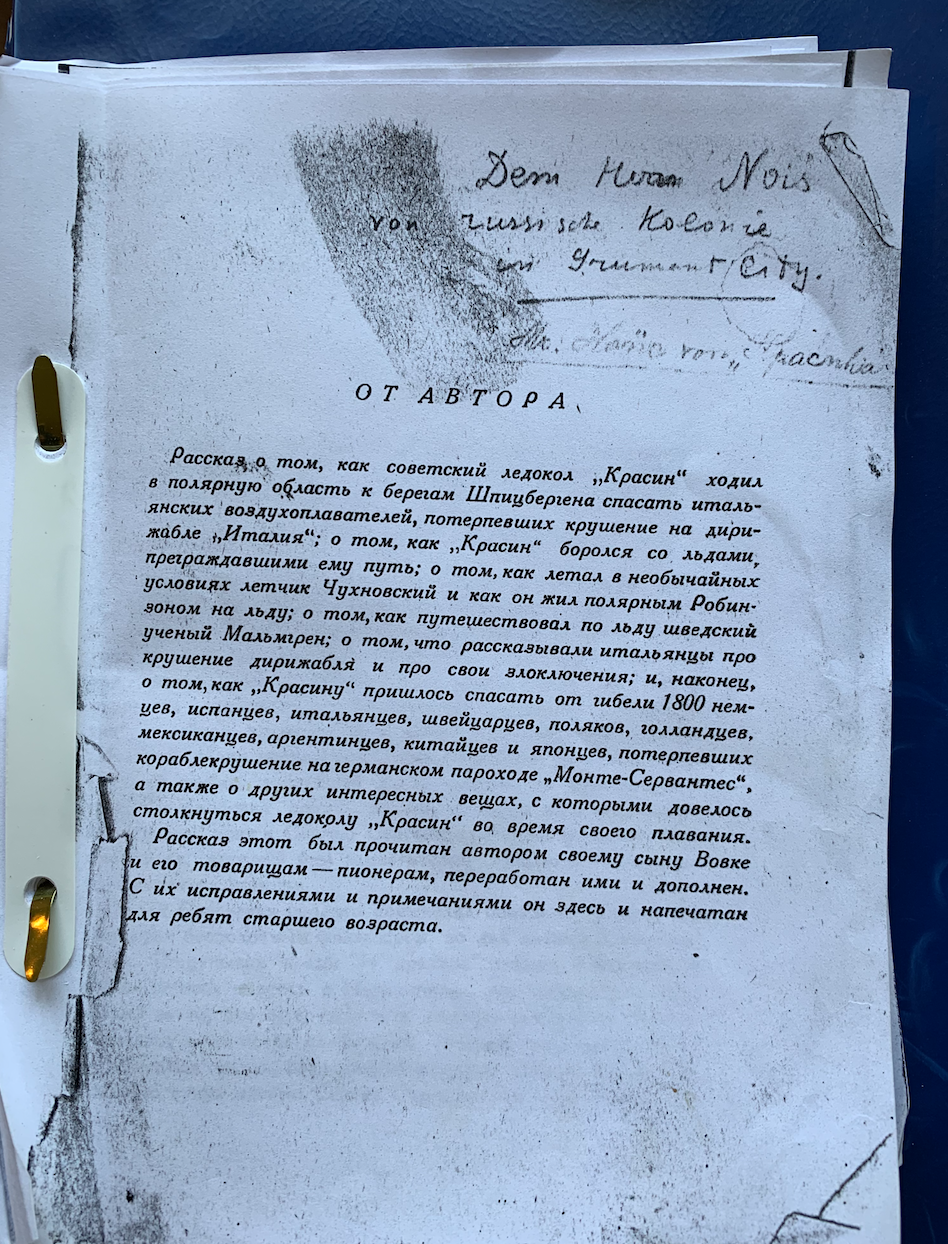 Dem Nois
von russische Kolonie
in Grumant City.
von „
ОТ АВТОРА
Рассказ о том, как советский ледокол „Красин“ ходил
в полярную область к берегам Шпицбергена спасать италь-
янских воздухоплавателей, потерпевших крушение на дири-
жабле „Италия“; о том, как „Красин“ боролся со льдами,
преграждавшими ему путь; о том, как летал в необычайных
условиях летчик Чухновский и как он жил полярным Робин-
зоном на льду; о том, как путешествовал по льду шведский
ученый Мальмгрен; о том, что рассказывали итальянцы про
крушение дирижабля и про свои злоключения; и, наконец,
о том, как „Красину“ пришлось спасать от гибели 1800 нем-
цев, испанцев, итальянцев, швейцарцев, поляков, голландцев,
мексиканцев, аргентинцев, китайцев и японцев, потерпевших
кораблекрушение на германском пароходе „Монте-Сервантес“,
а также о других интересных вещах, с которыми довелось
столкнуться ледоколу „Красин“ во время своего плавания.
Рассказ этот был прочитан автором своему сыну Вовке
и его товарищам — пионерам, переработан ими и дополнен.
С их исправлениями и примечаниями он здесь и напечатан
для ребят старшего возраста.